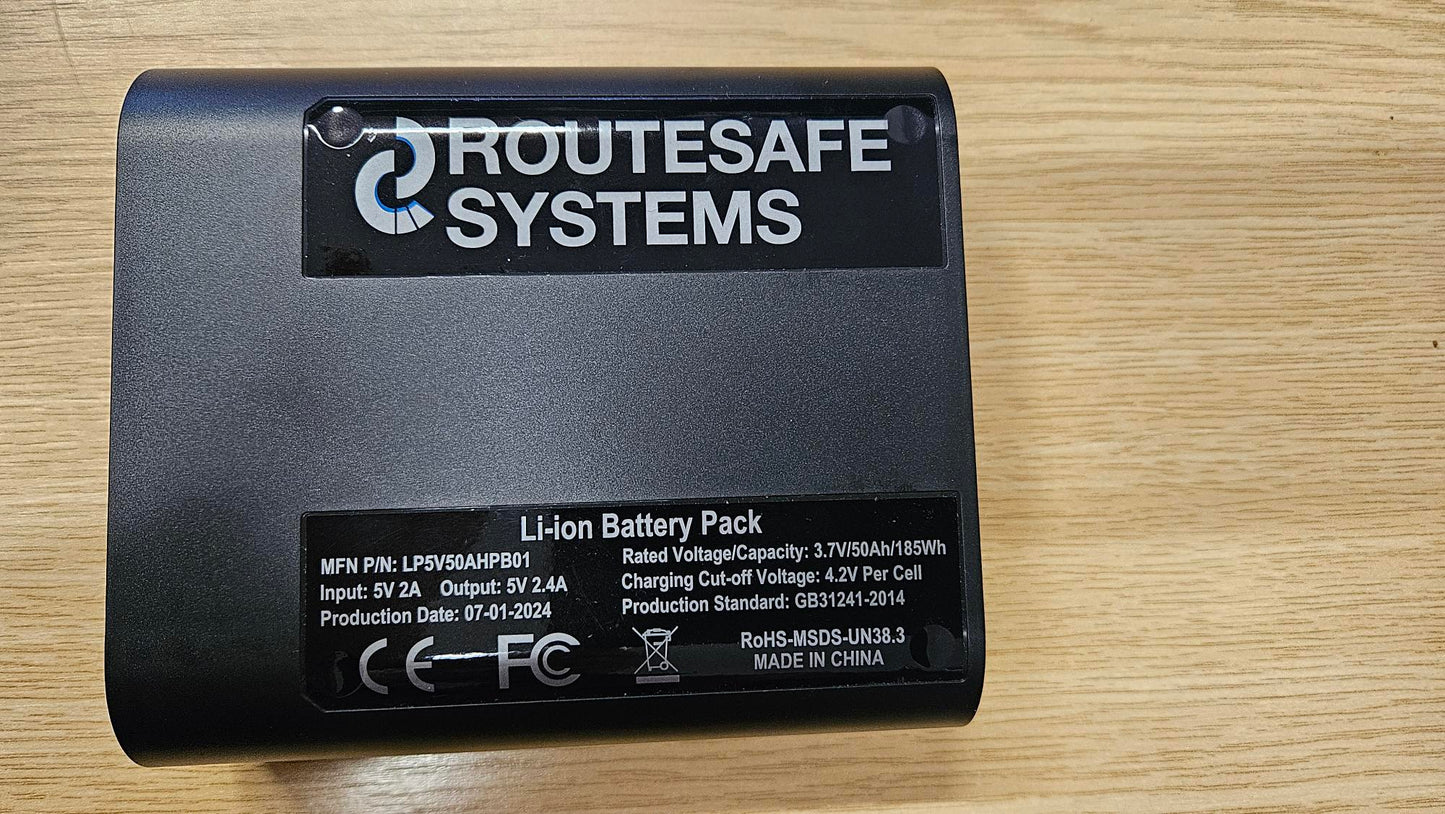 ROUTESAFE
SYSTEMS
Li-ion Battery Pack
MFN P/N: LP5V50AHPB01
Input: 5V 2A Output: 5V 2.4A
Production Date: 07-01-2024
Rated Voltage/Capacity: 3.7V/50Ah/185Wh
Charging Cut-off Voltage: 4.2V Per Cell
Production Standard: GB31241-2014
CE FC
RoHS-MSDS-UN38.3
MADE IN CHINA